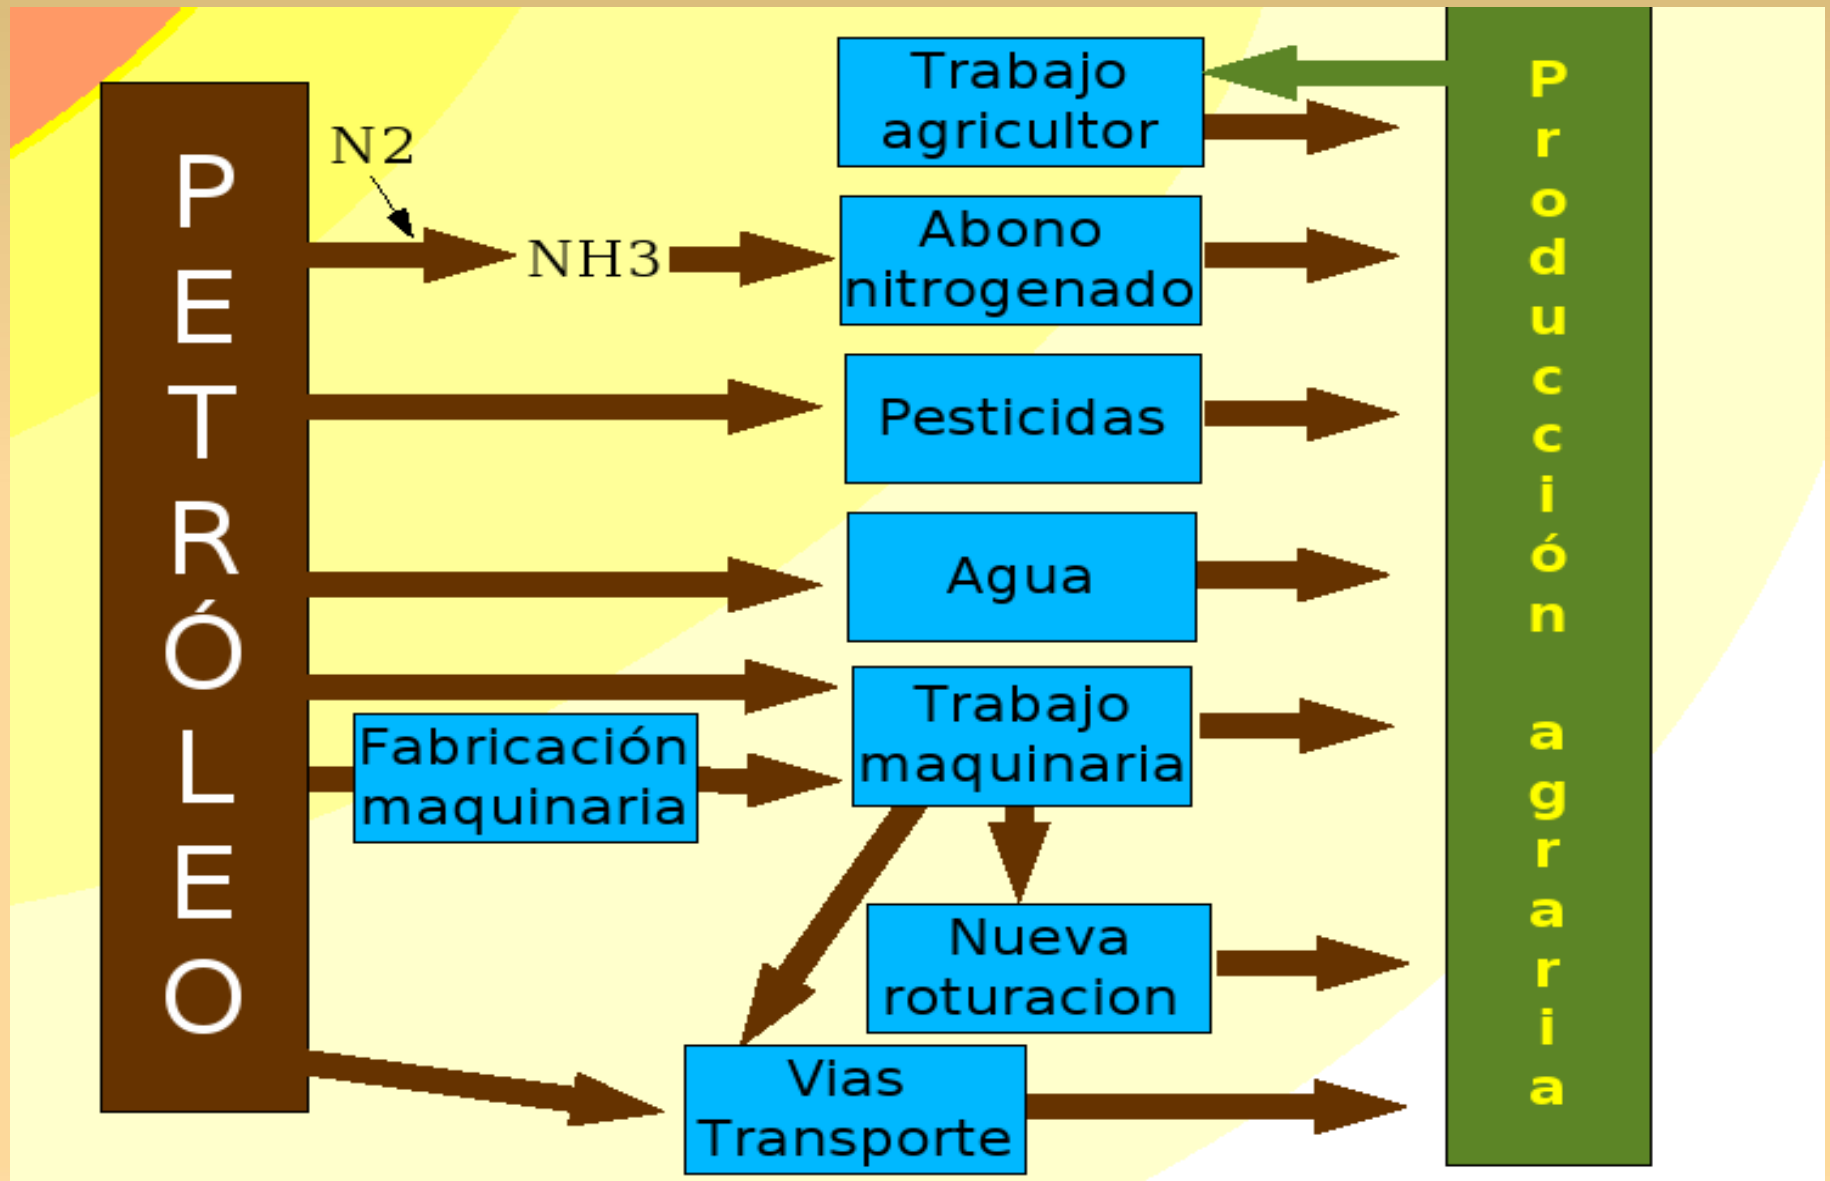 PETRÓLEO
N2
NH3
Trabajo
agricultor
Abono
nitrogenado
Pesticidas
Agua
Trabajo
maquinaria
Fabricación
maquinaria
Nueva
roturacion
Vias
Transporte
Producción agraria